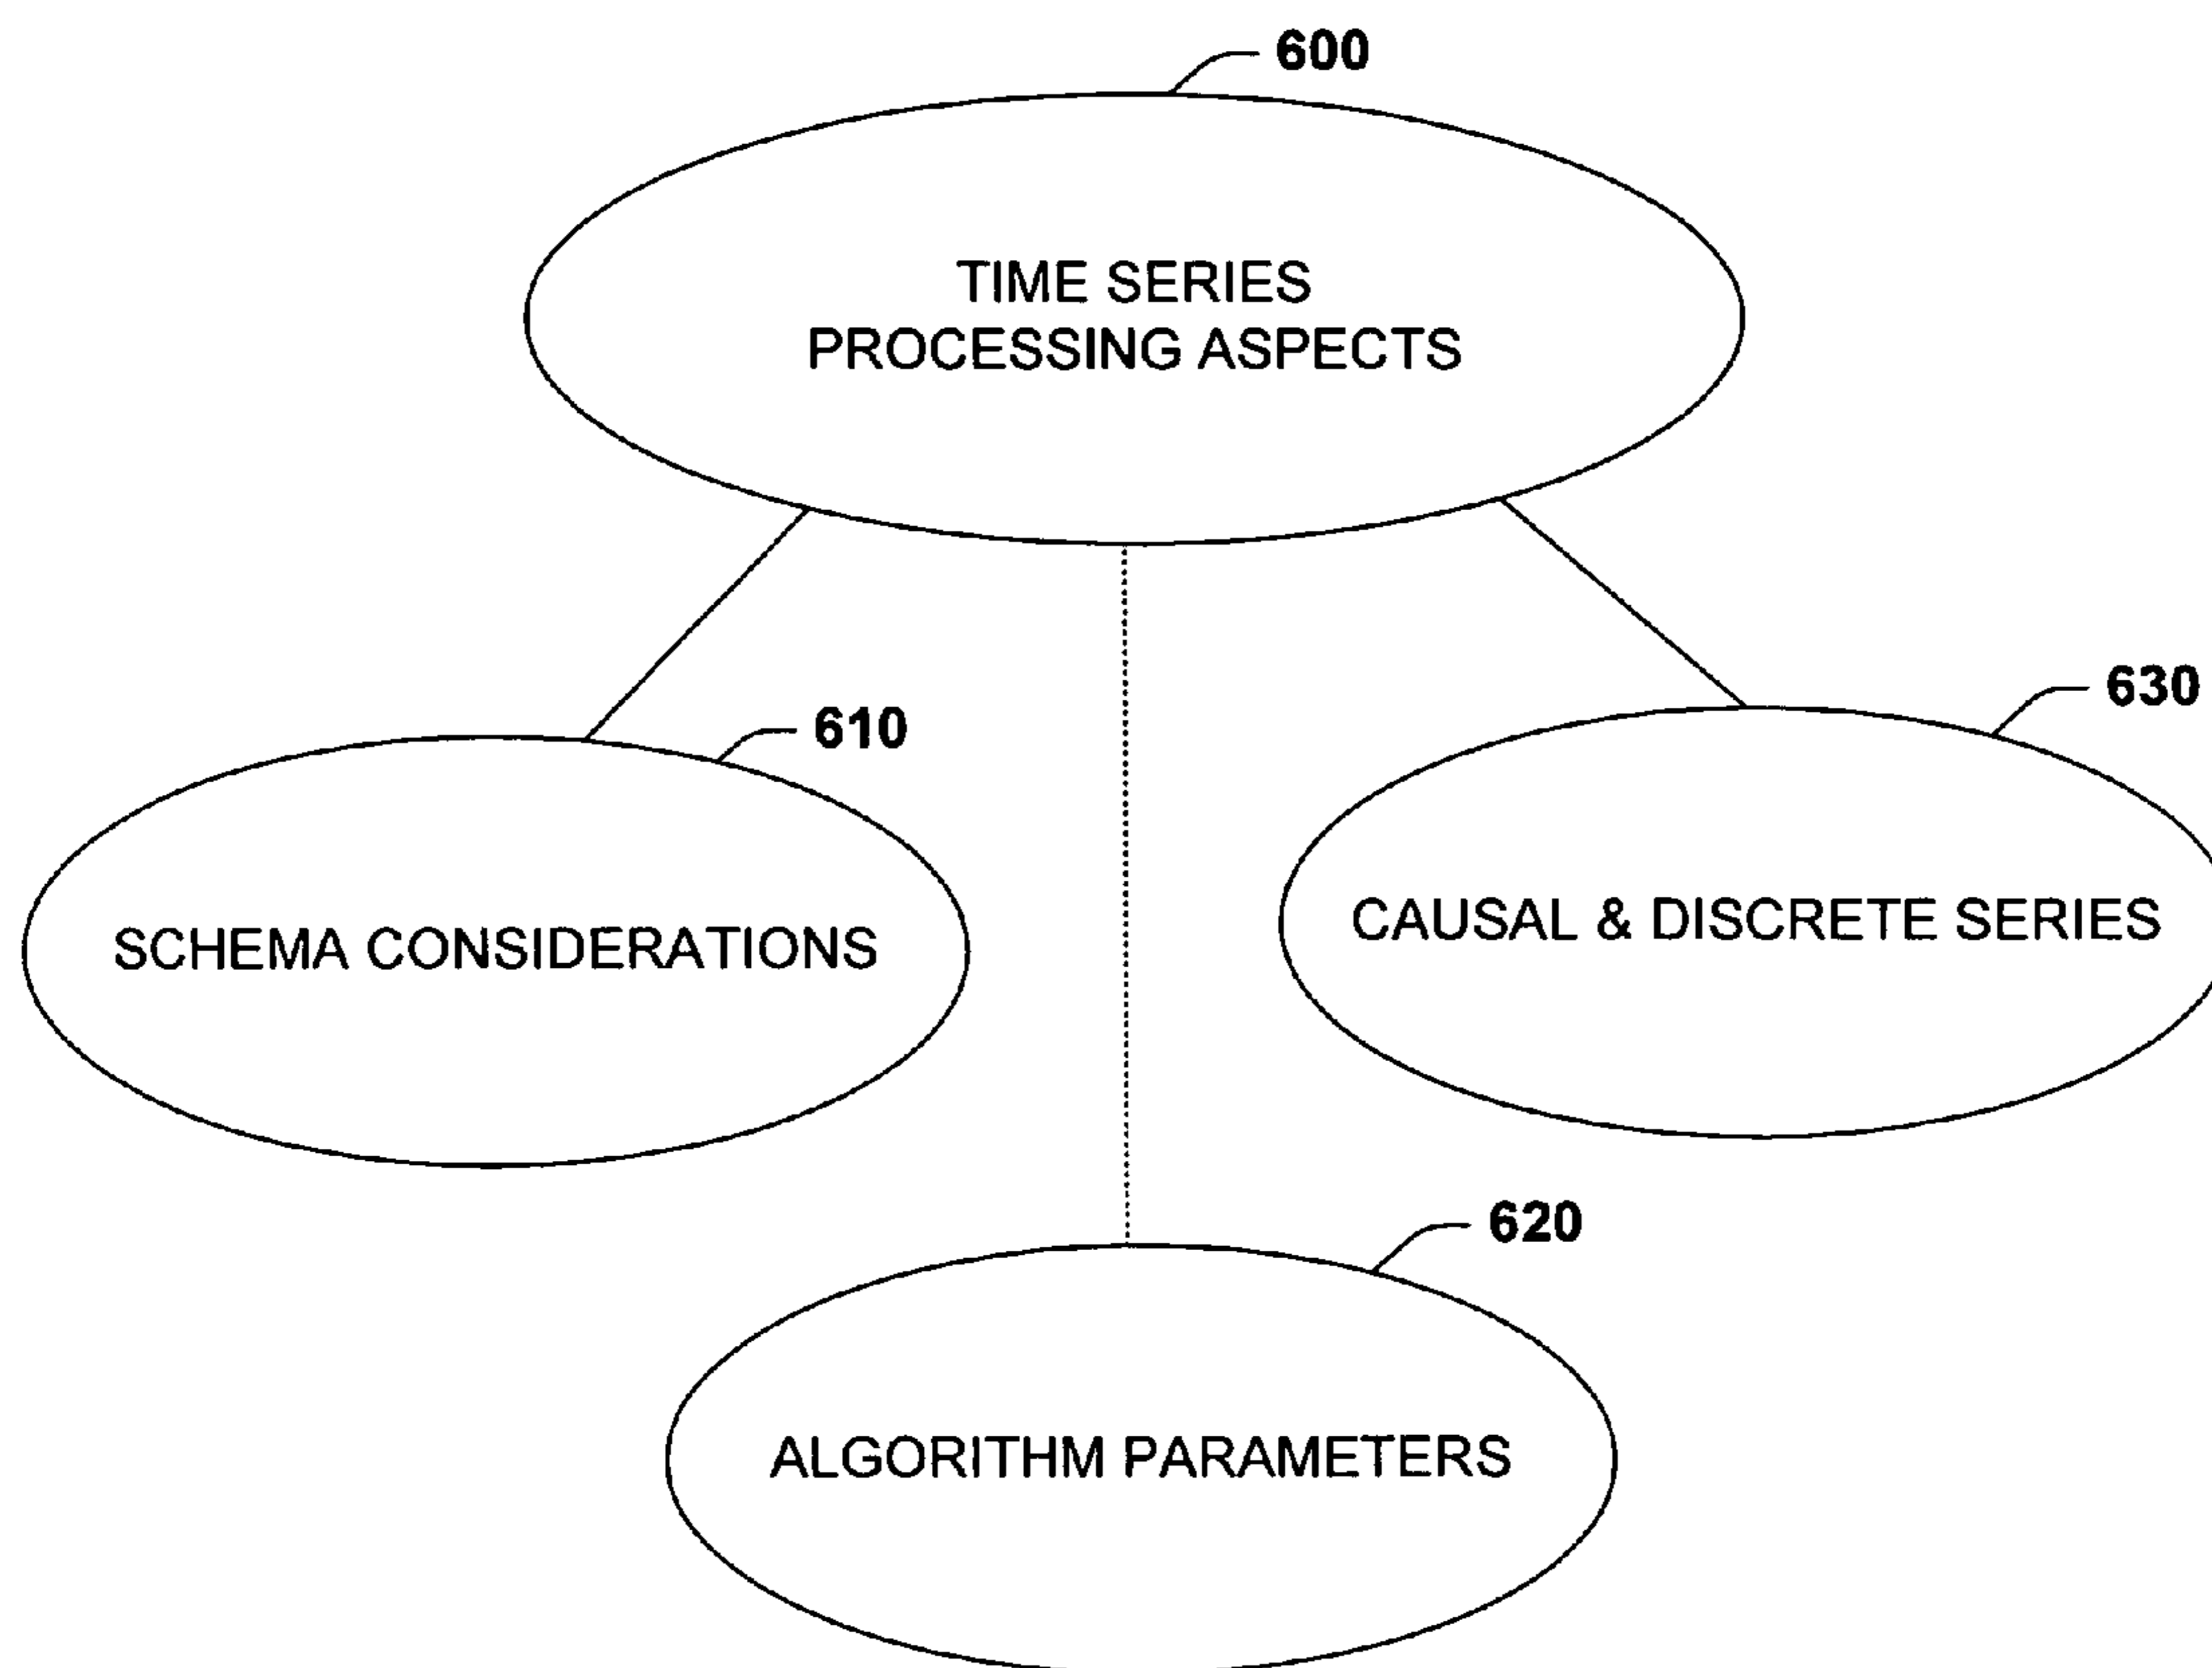 600
TIME SERIES
PROCESSING ASPECTS
630
610
CAUSAL & DISCRETE SERIES
SCHEMA CONSIDERATIONS
620
ALGORITHM PARAMETERS